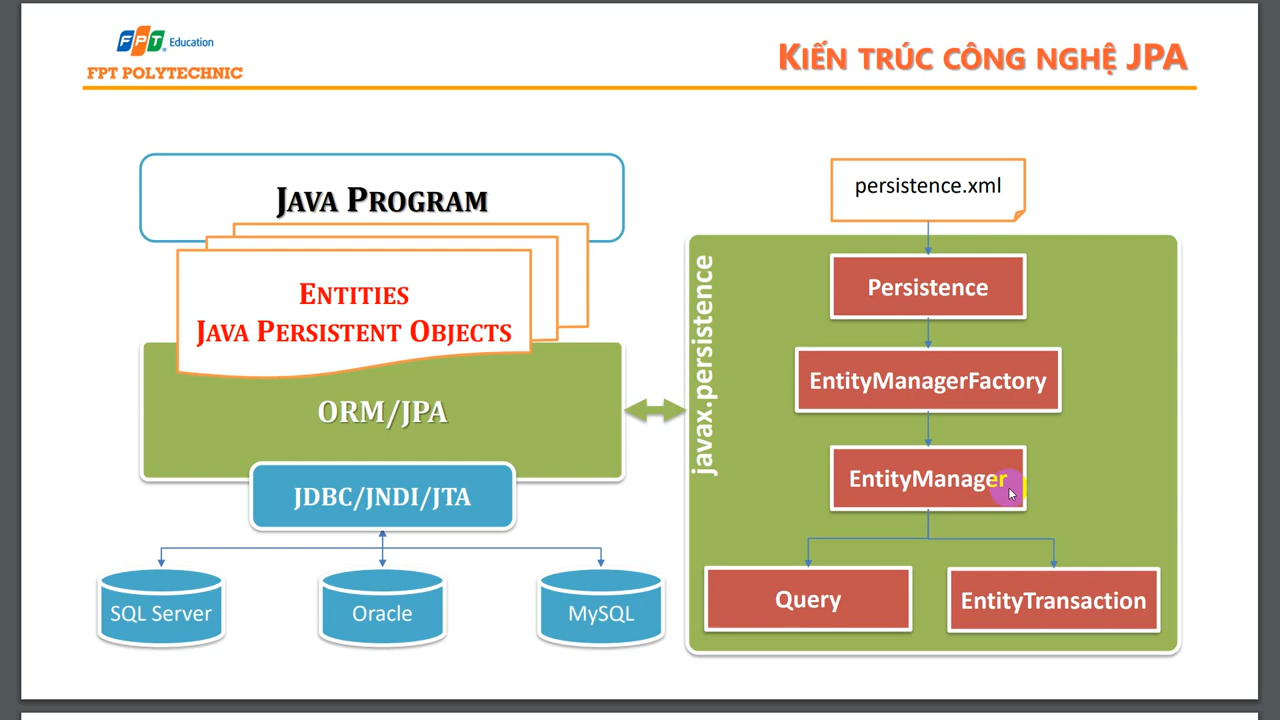 FPT Education
FPT POLYTECHNIC
KIẾN TRÚC CÔNG NGHỆ JPA
JAVA PROGRAM
ENTITIES
JAVA PERSISTENT OBJECTS
ORM/JPA
JDBC/JNDI/JTA
SQL Server
Oracle
MySQL
persistence.xml
javax.persistence
Persistence
EntityManagerFactory
EntityManager
Query
EntityTransaction